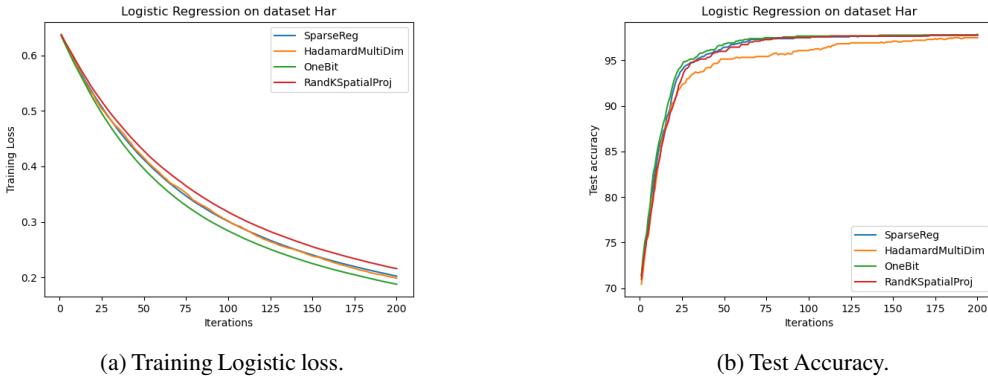 Logistic Regression on dataset Har
SparseReg
HadamardMultiDim
OneBit
RandKSpatialProj
Training Loss
0.6
0.5
0.4
0.3
0.2
0 25 50 75 100 125 150 175 200
Iterations
(a) Training Logistic loss.
Logistic Regression on dataset Har
Test accuracy
95
90
85
80
75
70
SparseReg
HadamardMultiDim
OneBit
RandKSpatialProj
0 25 50 75 100 125 150 175 200
Iterations
(b) Test Accuracy.